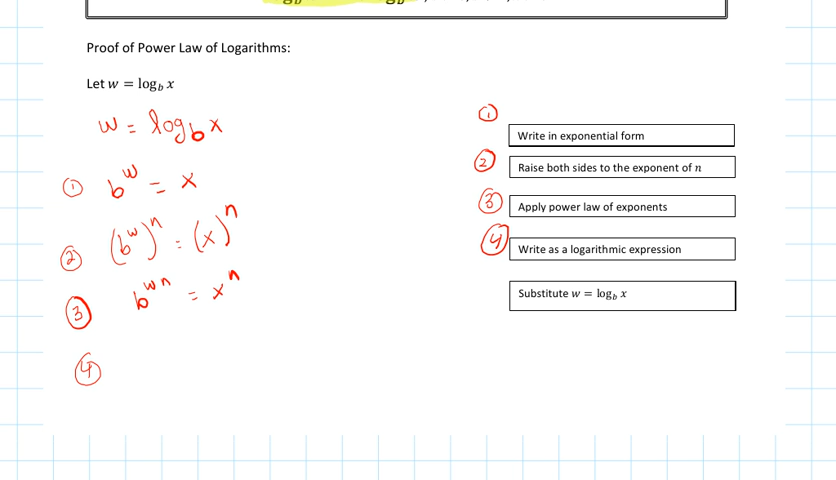 Proof of Power Law of Logarithms:
Let w = log_b x
w = log_b x
① b^w = x
② (b^w)^n = (x)^n
③ b^wn = x^n
④
①
Write in exponential form
② Raise both sides to the exponent of n
③ Apply power law of exponents
④ Write as a logarithmic expression
Substitute w = log_b x